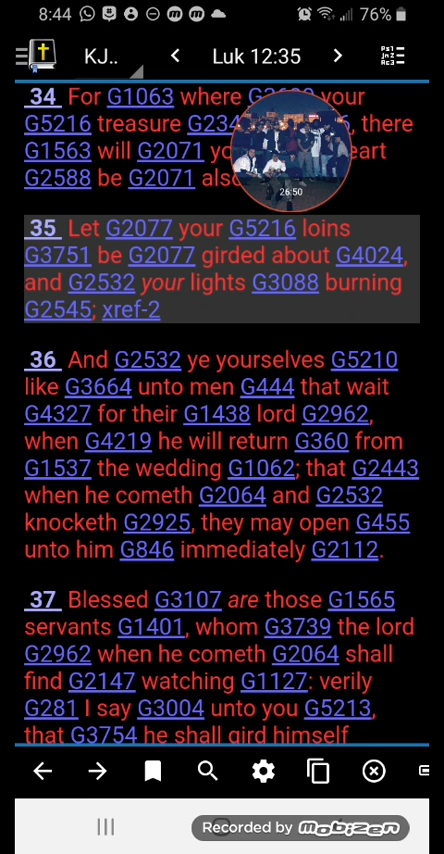 8:44 76%
KJ.. Luk 12:35 Ps1 JnZ Ac3
34 For G1063 where your
G5216 treasure there
G1563 will G2071
G2588 be G2071
26:50
35 Let G2077 your G5216 loins
G3751 be G2077 girded about G4024,
and G2532 your lights G3088 burning
G2545; xref-2
36 And G2532 ye yourselves G5210
like G3664 unto men G444 that wait
G4327 for their G1438 lord G2962,
when G4219 he will return G360 from
G1537 the wedding G1062; that G2443
when he cometh G2064 and G2532
knocketh G2925, they may open G455
unto him G846 immediately G2112.
37 Blessed G3107 are those G1565
servants G1401, whom G3739 the lord
G2962 when he cometh G2064 shall
find G2147 watching G1127: verily
G281 I say G3004 unto you G5213,
that G3754 he shall gird himself
Recorded by mobizen